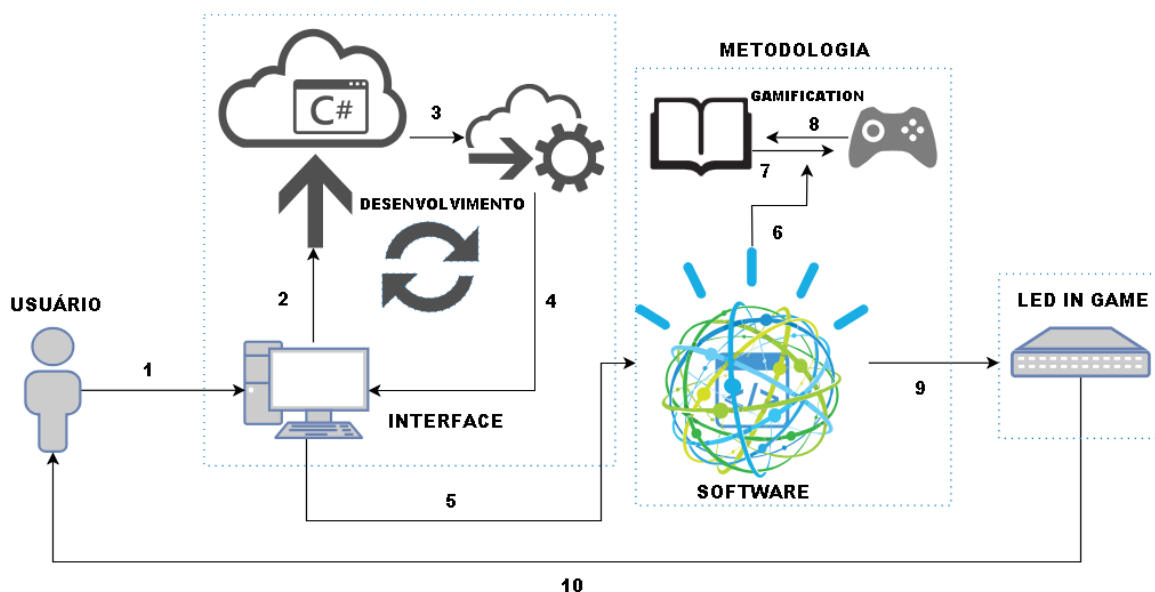 METODOLOGIA
GAMIFICATION
C#
3
8
7
DESENVOLVIMENTO
6
2
4
USUÁRIO
LED IN GAME
1
9
INTERFACE
</>
SOFTWARE
5
10